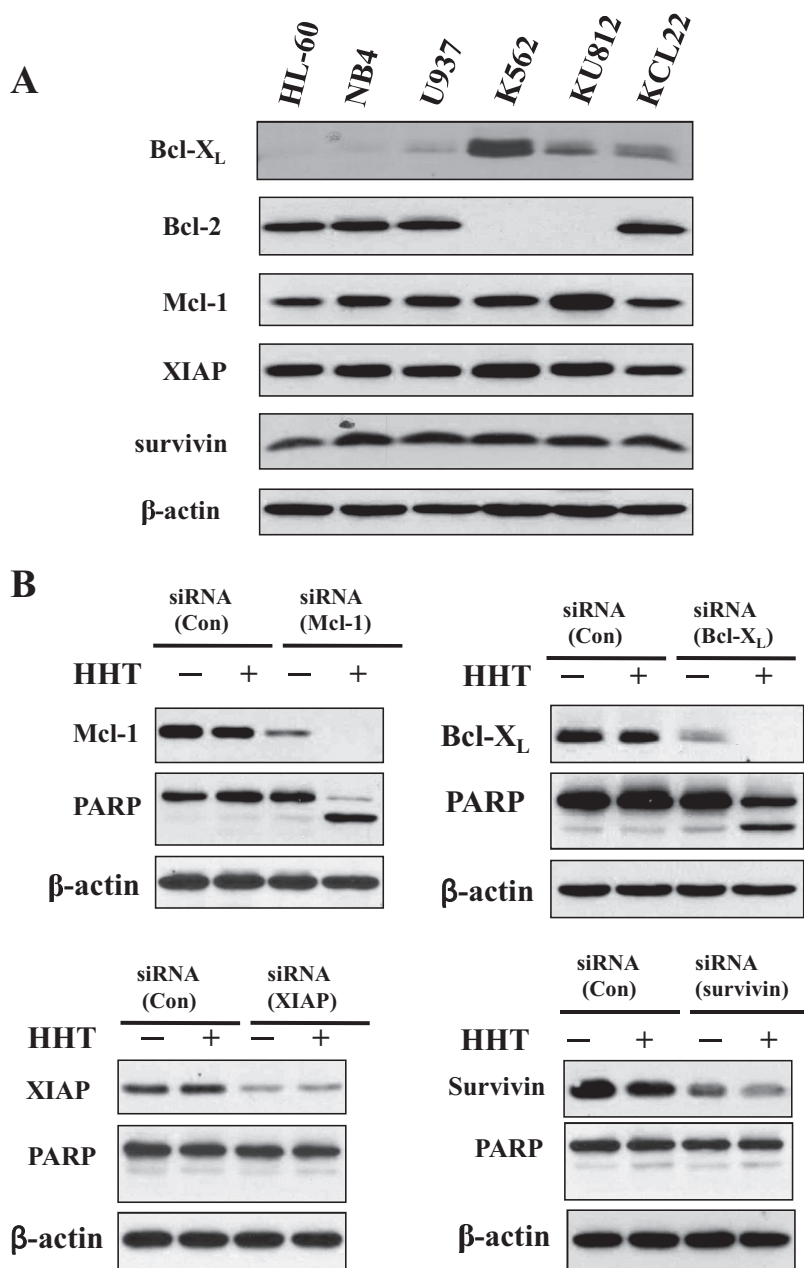 A
HL-60 NB4 U937 K562 KU812 KCL22
Bcl-XL
Bcl-2
Mcl-1
XIAP
survivin
β-actin
B
siRNA (Con) siRNA (Mcl-1)
HHT − + − +
Mcl-1
PARP
β-actin
siRNA (Con) siRNA (Bcl-XL)
HHT − + − +
Bcl-XL
PARP
β-actin
siRNA (Con) siRNA (XIAP)
HHT − + − +
XIAP
PARP
β-actin
siRNA (Con) siRNA (survivin)
HHT − + − +
Survivin
PARP
β-actin